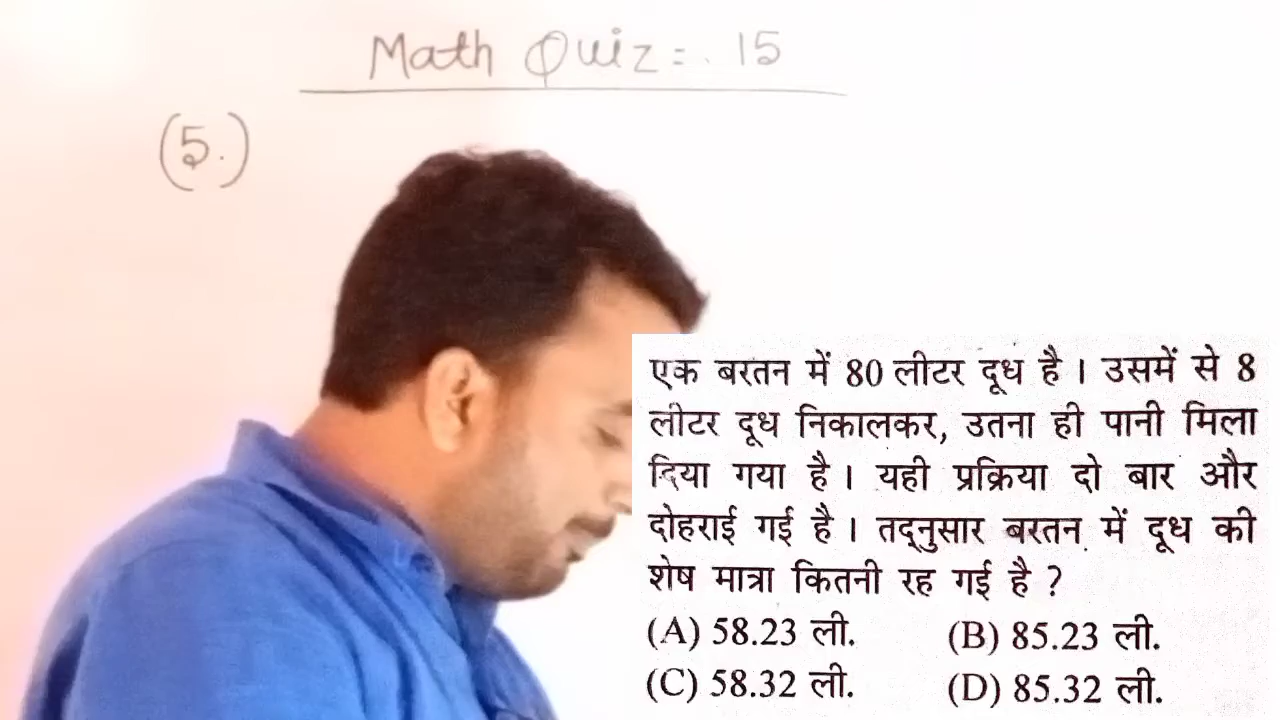 Math Quiz =. 15
(5.)
एक बरतन में 80 लीटर दूध है । उसमें से 8
लीटर दूध निकालकर, उतना ही पानी मिला
दिया गया है । यही प्रक्रिया दो बार और
दोहराई गई है । तद्नुसार बरतन में दूध की
शेष मात्रा कितनी रह गई है ?
(A) 58.23 ली. (B) 85.23 ली.
(C) 58.32 ली. (D) 85.32 ली.